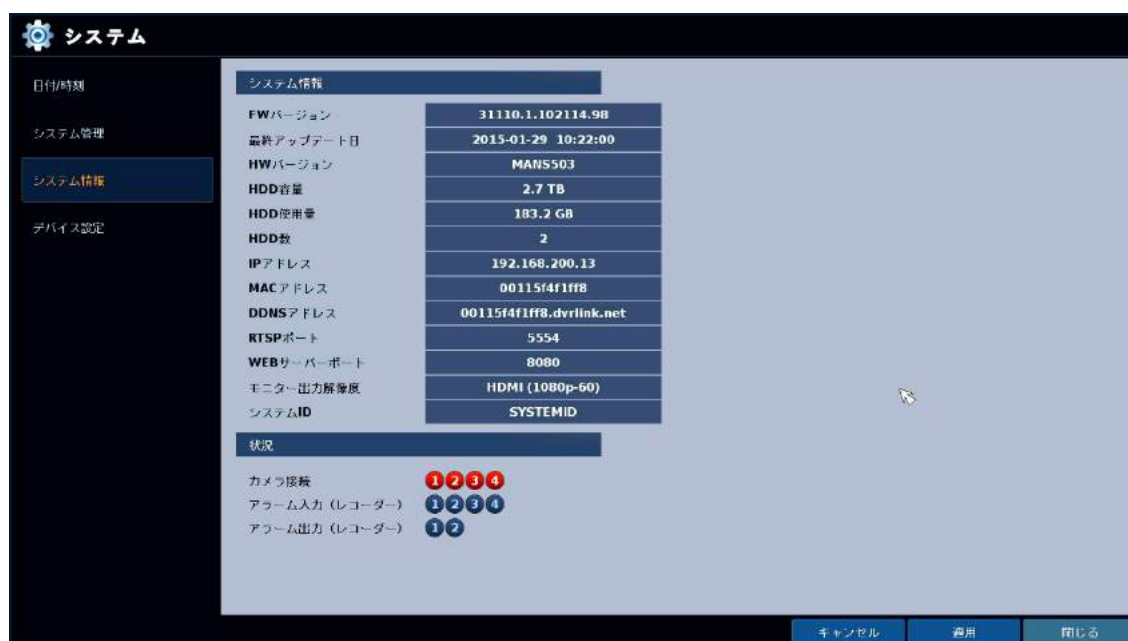 システム
日付/時刻
システム管理
システム情報
デバイス設定
システム情報
FWバージョン 31110.1.102114.98
最終アップデート日 2015-01-29 10:22:00
HWバージョン MANS503
HDD容量 2.7 TB
HDD使用量 183.2 GB
HDD数 2
IPアドレス 192.168.200.13
MACアドレス 00115f4f1ff8
DDNSアドレス 00115f4f1ff8.dvrlink.net
RTSPポート 5554
WEBサーバーポート 8080
モニター出力解像度 HDMI (1080p-60)
システムID SYSTEMID
状況
カメラ接続 1 2 3 4
アラーム入力（レコーダー） 1 2 3 4
アラーム出力（レコーダー） 1 2
キャンセル 適用 閉じる